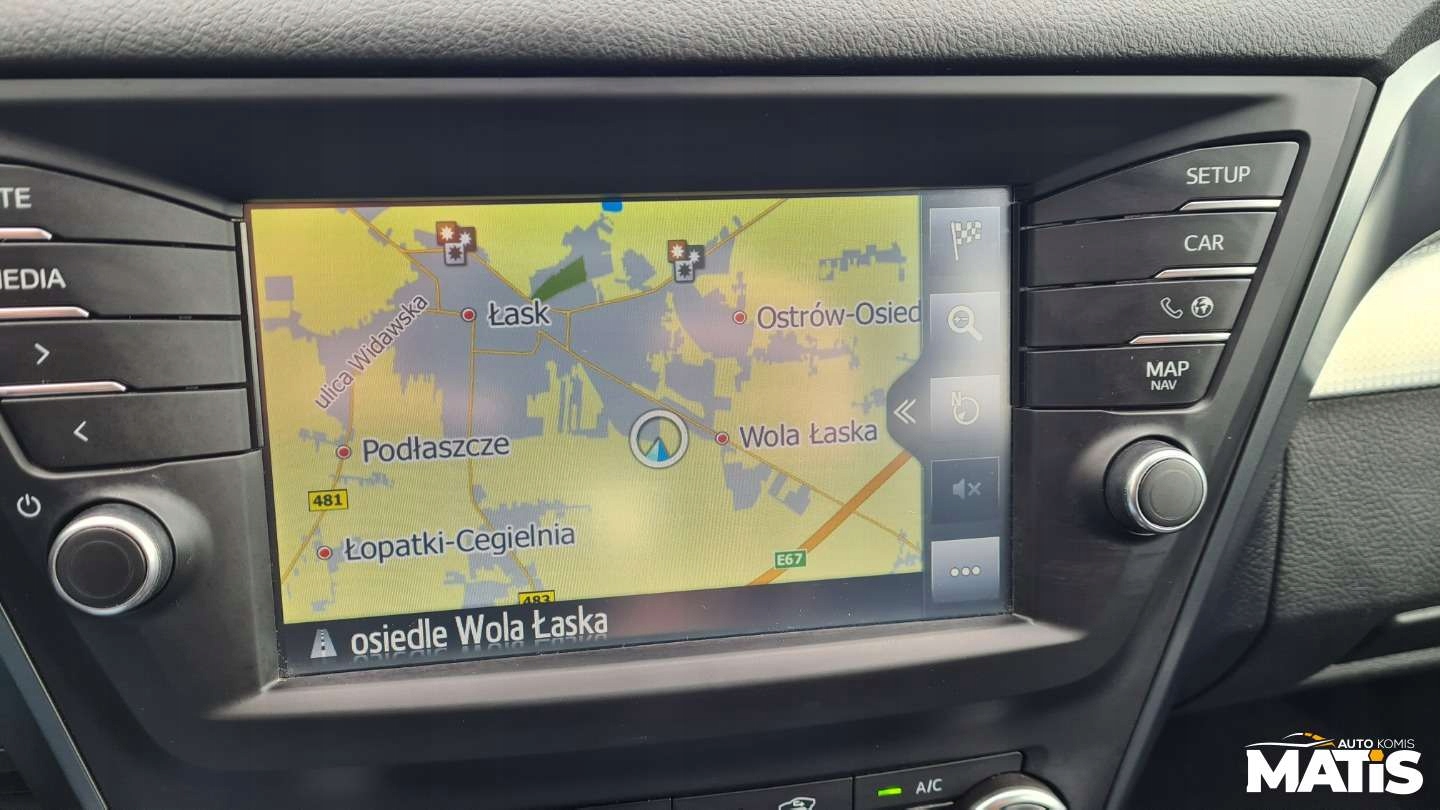 TE
MEDIA
SETUP
CAR
MAP
NAV
ulica Widawska
Łask
Ostrów-Osied
Podłaszcze
Wola Łaska
N
481
Łopatki-Cegielnia
E67
483
osiedle Wola Łaska
A/C
AUTO KOMIS
MATIS